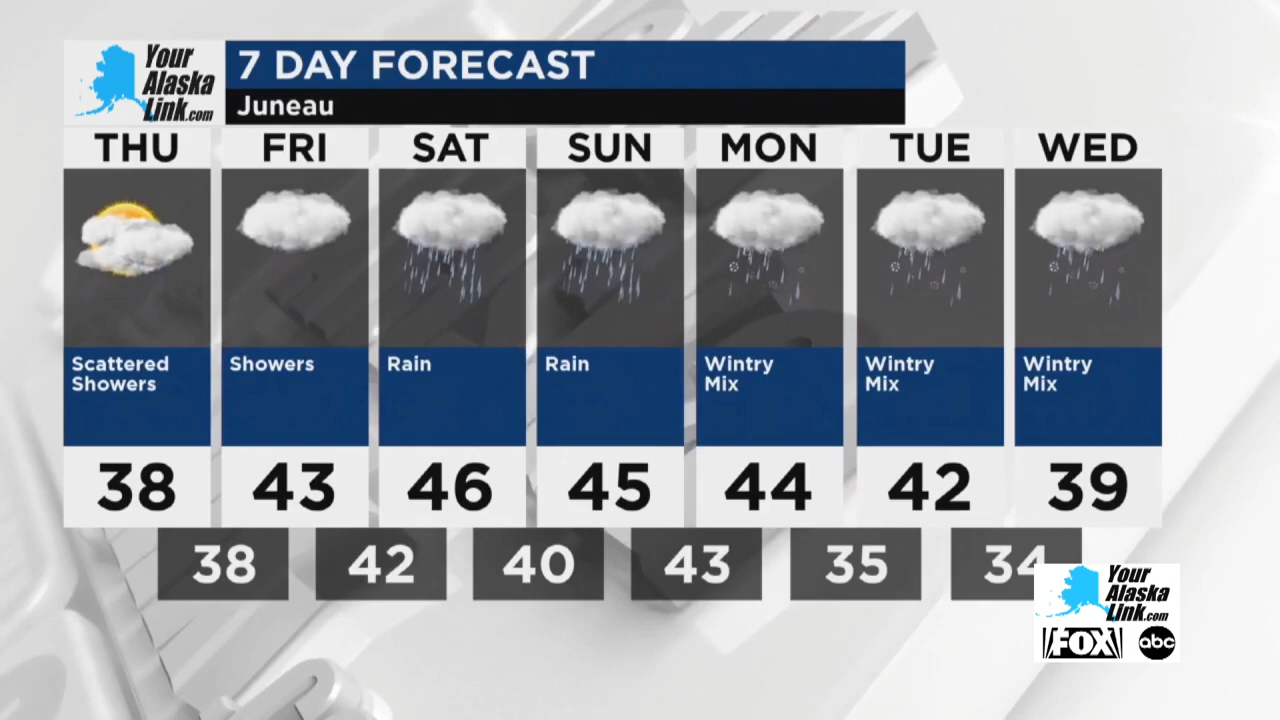 Your
Alaska
Link.com
7 DAY FORECAST
Juneau
THU FRI SAT SUN MON TUE WED
Scattered
Showers
Showers
Rain
Rain
Wintry
Mix
Wintry
Mix
Wintry
Mix
38 43 46 45 44 42 39
38 42 40 43 35 34
Your
Alaska
Link.com
FOX abc